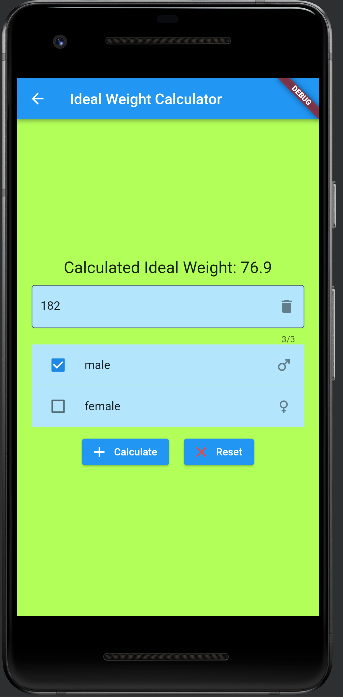 Ideal Weight Calculator
DEBUG
Calculated Ideal Weight: 76.9
182
3/3
male
female
Calculate
Reset